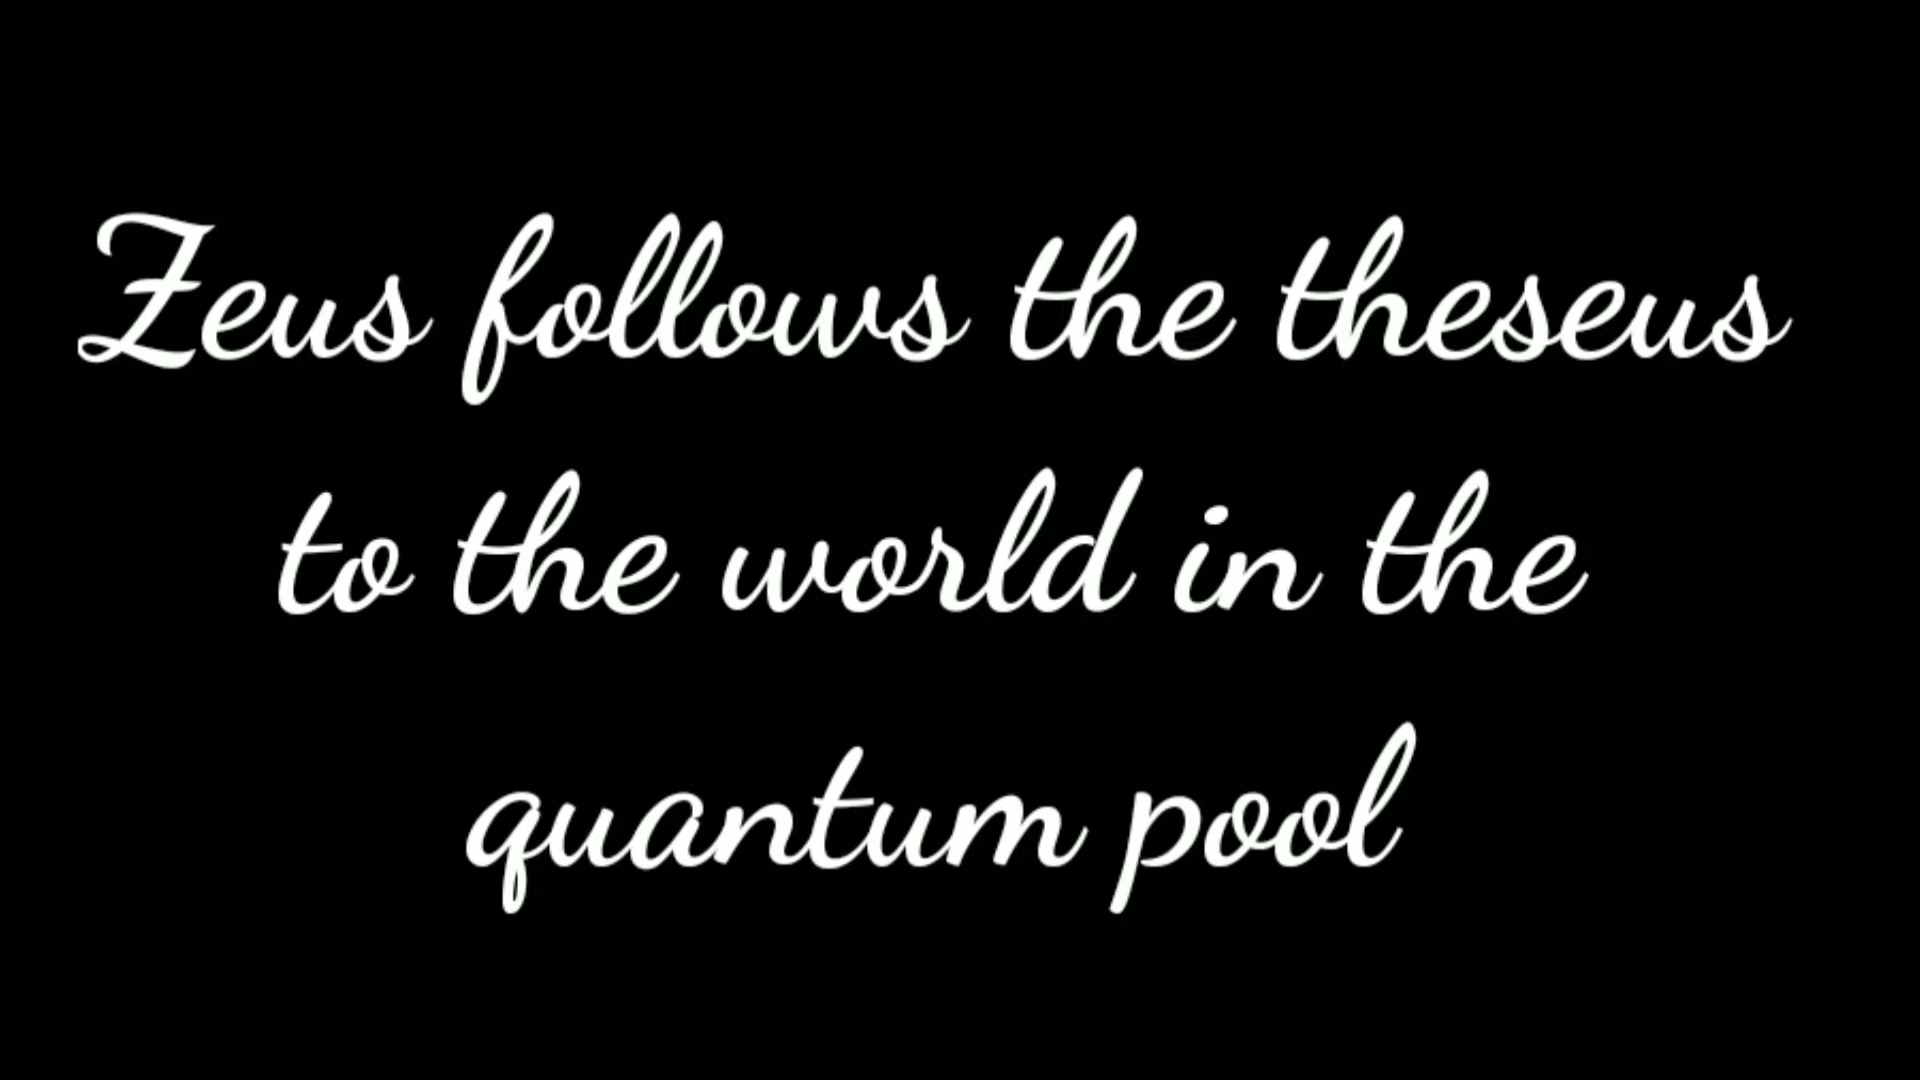 Zeus follows the theseus
to the world in the
quantum pool